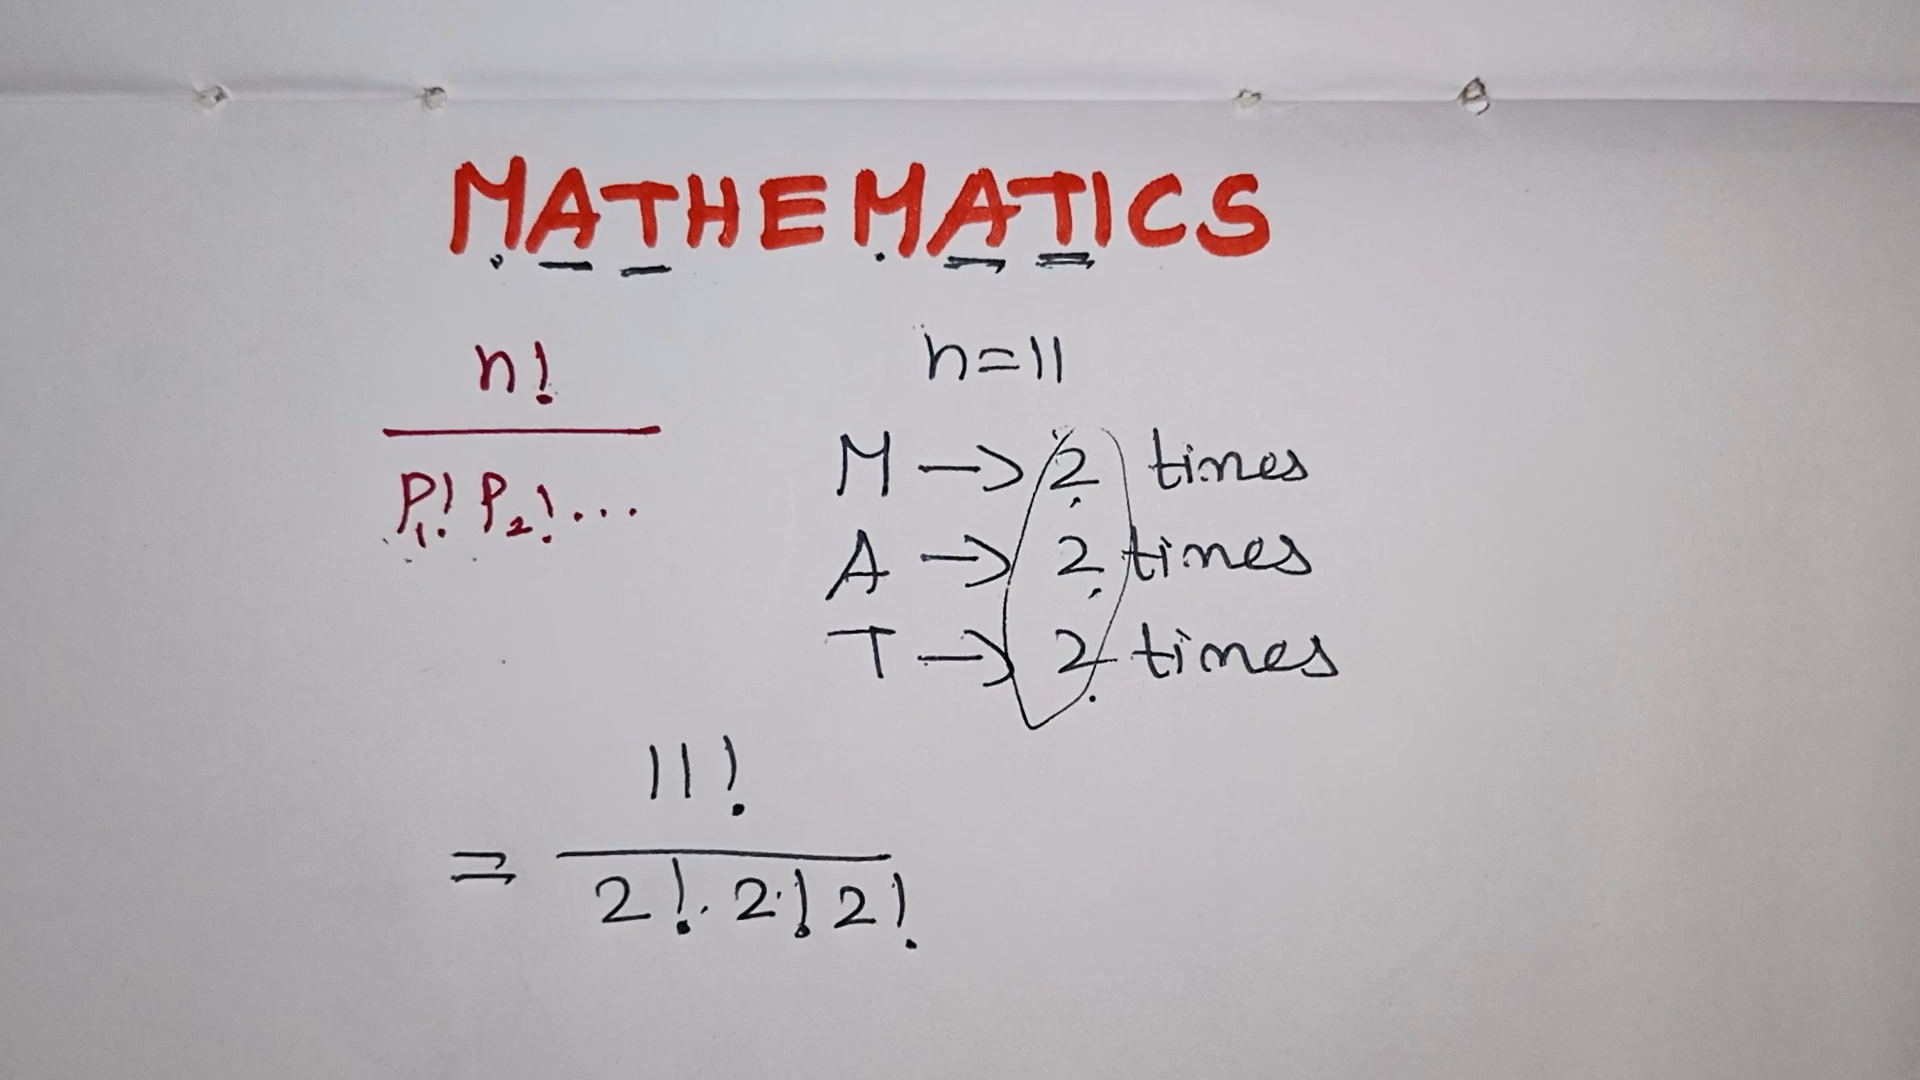 MATHEMATICS
n!
P₁! P₂! ...
n=11
M → 2 times
A → 2 times
T → 2 times
11!
= ———
2! · 2! 2!